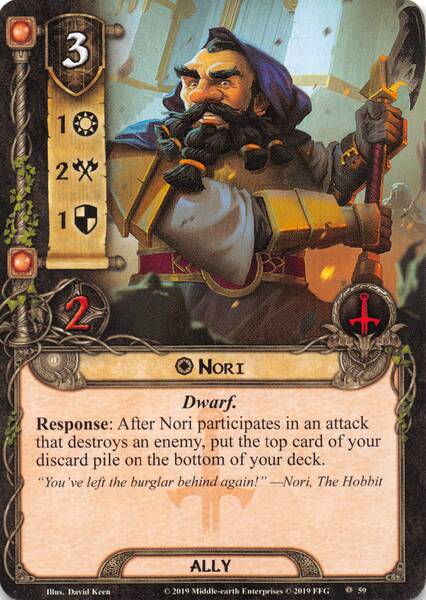 3
1
2
1
2
Nori
Dwarf.
Response: After Nori participates in an attack
that destroys an enemy, put the top card of your
discard pile on the bottom of your deck.
“You’ve left the burglar behind again!” —Nori, The Hobbit
ALLY
Illus. David Keen © 2019 Middle-earth Enterprises © 2019 FFG 59